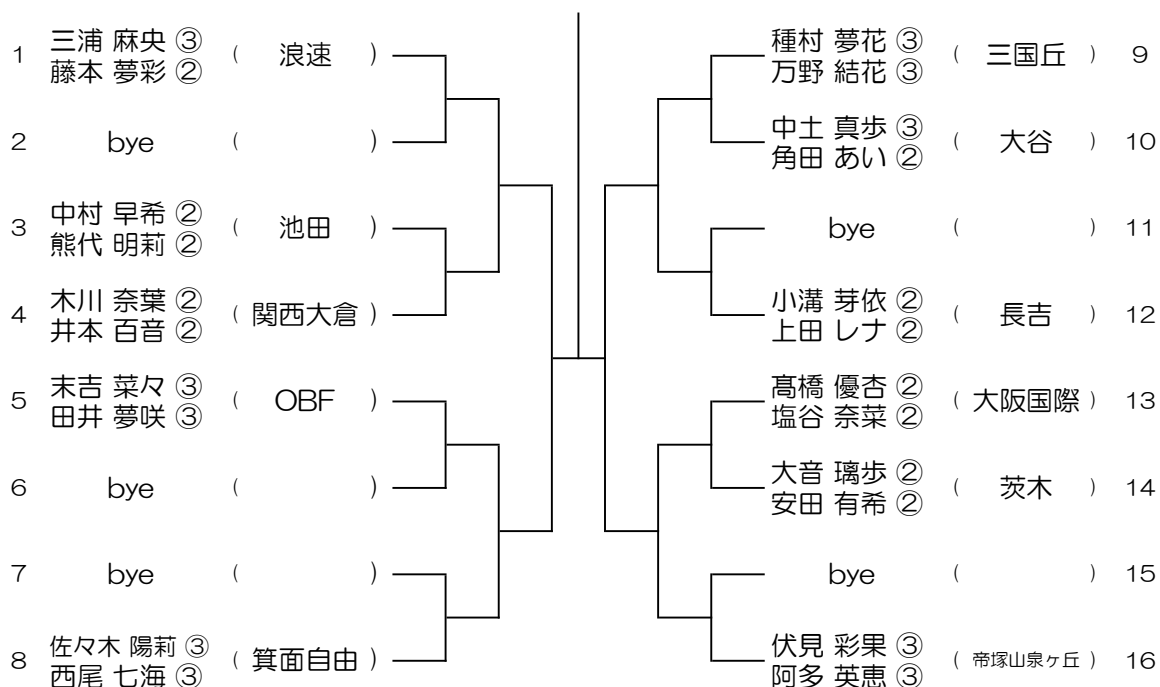 1 三浦 麻央 ③ 藤本 夢彩 ② ( 浪速 )
2 bye ( )
3 中村 早希 ② 熊代 明莉 ② ( 池田 )
4 木川 奈葉 ② 井本 百音 ② ( 関西大倉 )
5 末吉 菜々 ③ 田井 夢咲 ③ ( OBF )
6 bye ( )
7 bye ( )
8 佐々木 陽莉 ③ 西尾 七海 ③ ( 箕面自由 )
種村 夢花 ③ 万野 結花 ③ ( 三国丘 ) 9
中土 真歩 ③ 角田 あい ② ( 大谷 ) 10
bye ( ) 11
小溝 芽依 ② 上田 レナ ② ( 長吉 ) 12
髙橋 優杏 ② 塩谷 奈菜 ② ( 大阪国際 ) 13
大音 璃歩 ② 安田 有希 ② ( 茨木 ) 14
bye ( ) 15
伏見 彩果 ③ 阿多 英恵 ③ ( 帝塚山泉ヶ丘 ) 16